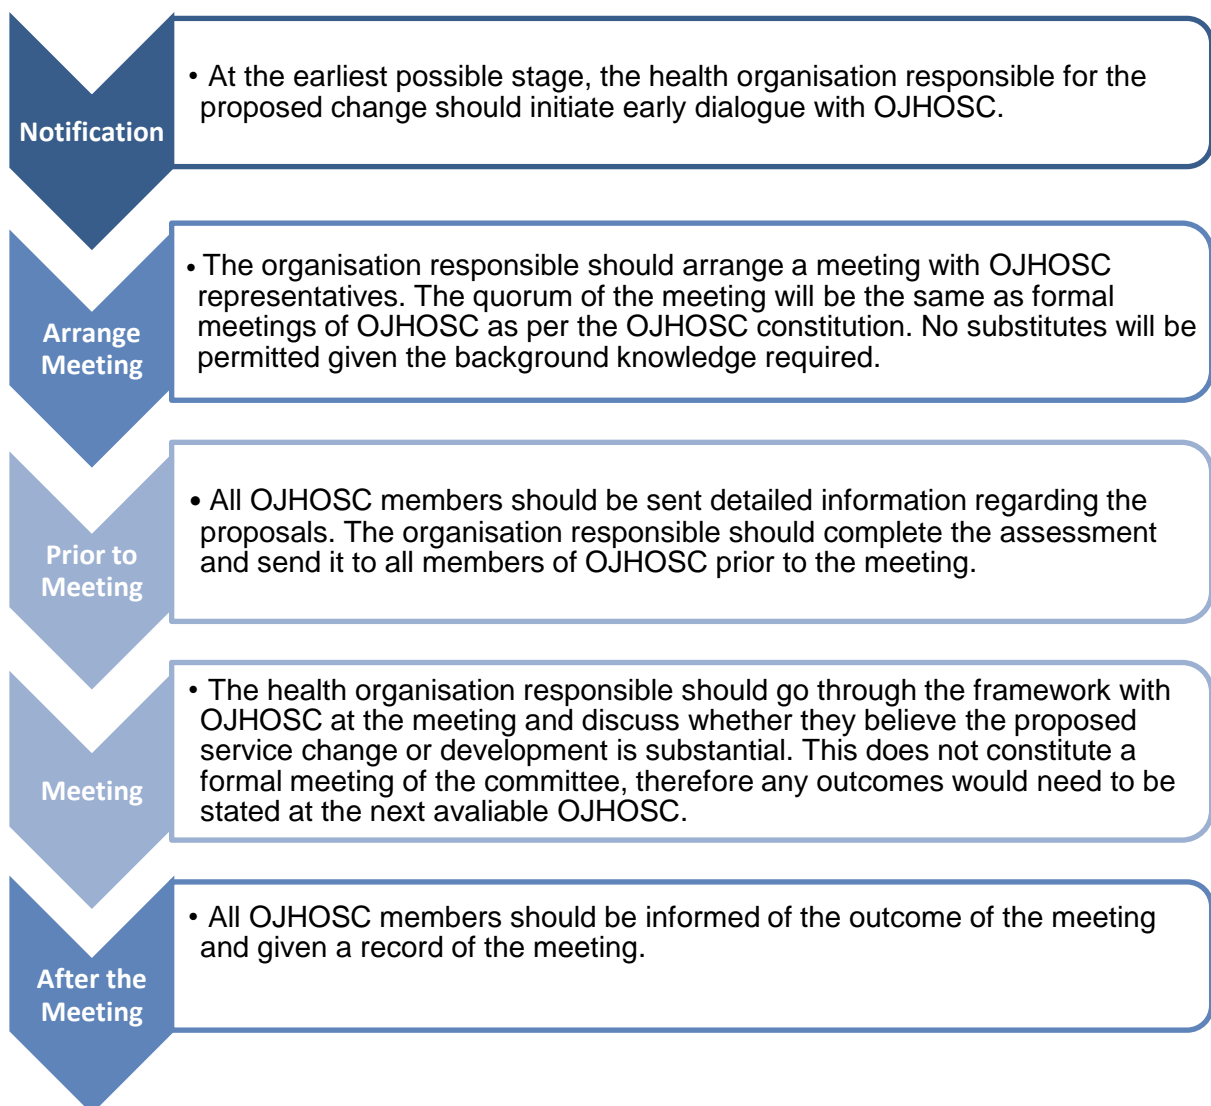 Notification
• At the earliest possible stage, the health organisation responsible for the
proposed change should initiate early dialogue with OJHOSC.
Arrange
Meeting
• The organisation responsible should arrange a meeting with OJHOSC
representatives. The quorum of the meeting will be the same as formal
meetings of OJHOSC as per the OJHOSC constitution. No substitutes will be
permitted given the background knowledge required.
Prior to
Meeting
• All OJHOSC members should be sent detailed information regarding the
proposals. The organisation responsible should complete the assessment
and send it to all members of OJHOSC prior to the meeting.
Meeting
• The health organisation responsible should go through the framework with
OJHOSC at the meeting and discuss whether they believe the proposed
service change or development is substantial. This does not constitute a
formal meeting of the committee, therefore any outcomes would need to be
stated at the next avaliable OJHOSC.
After the
Meeting
• All OJHOSC members should be informed of the outcome of the meeting
and given a record of the meeting.